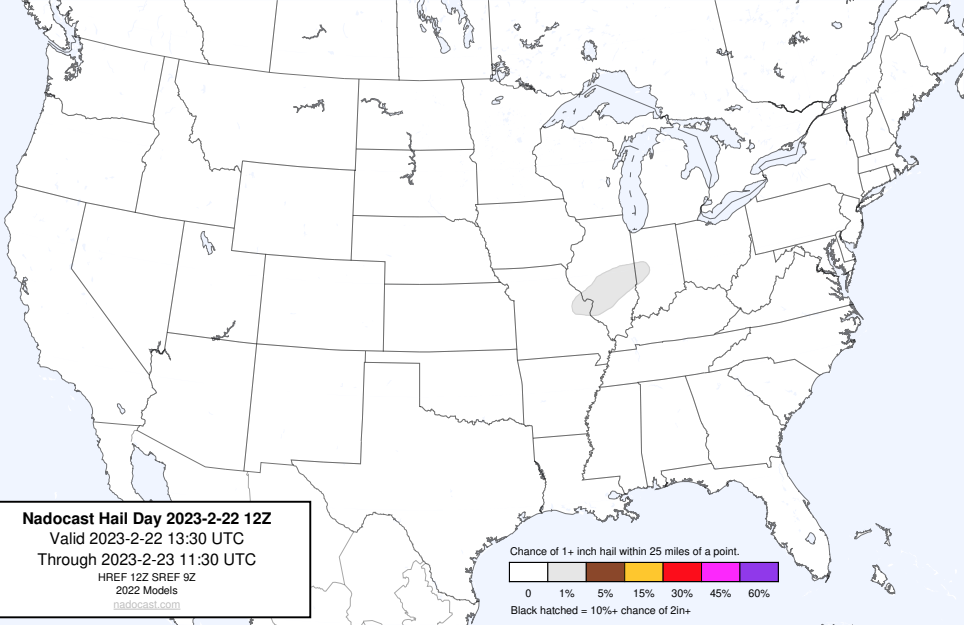 Nadocast Hail Day 2023-2-22 12Z
Valid 2023-2-22 13:30 UTC
Through 2023-2-23 11:30 UTC
HREF 12Z SREF 9Z
2022 Models
nadocast.com
Chance of 1+ inch hail within 25 miles of a point.
0 1% 5% 15% 30% 45% 60%
Black hatched = 10%+ chance of 2in+